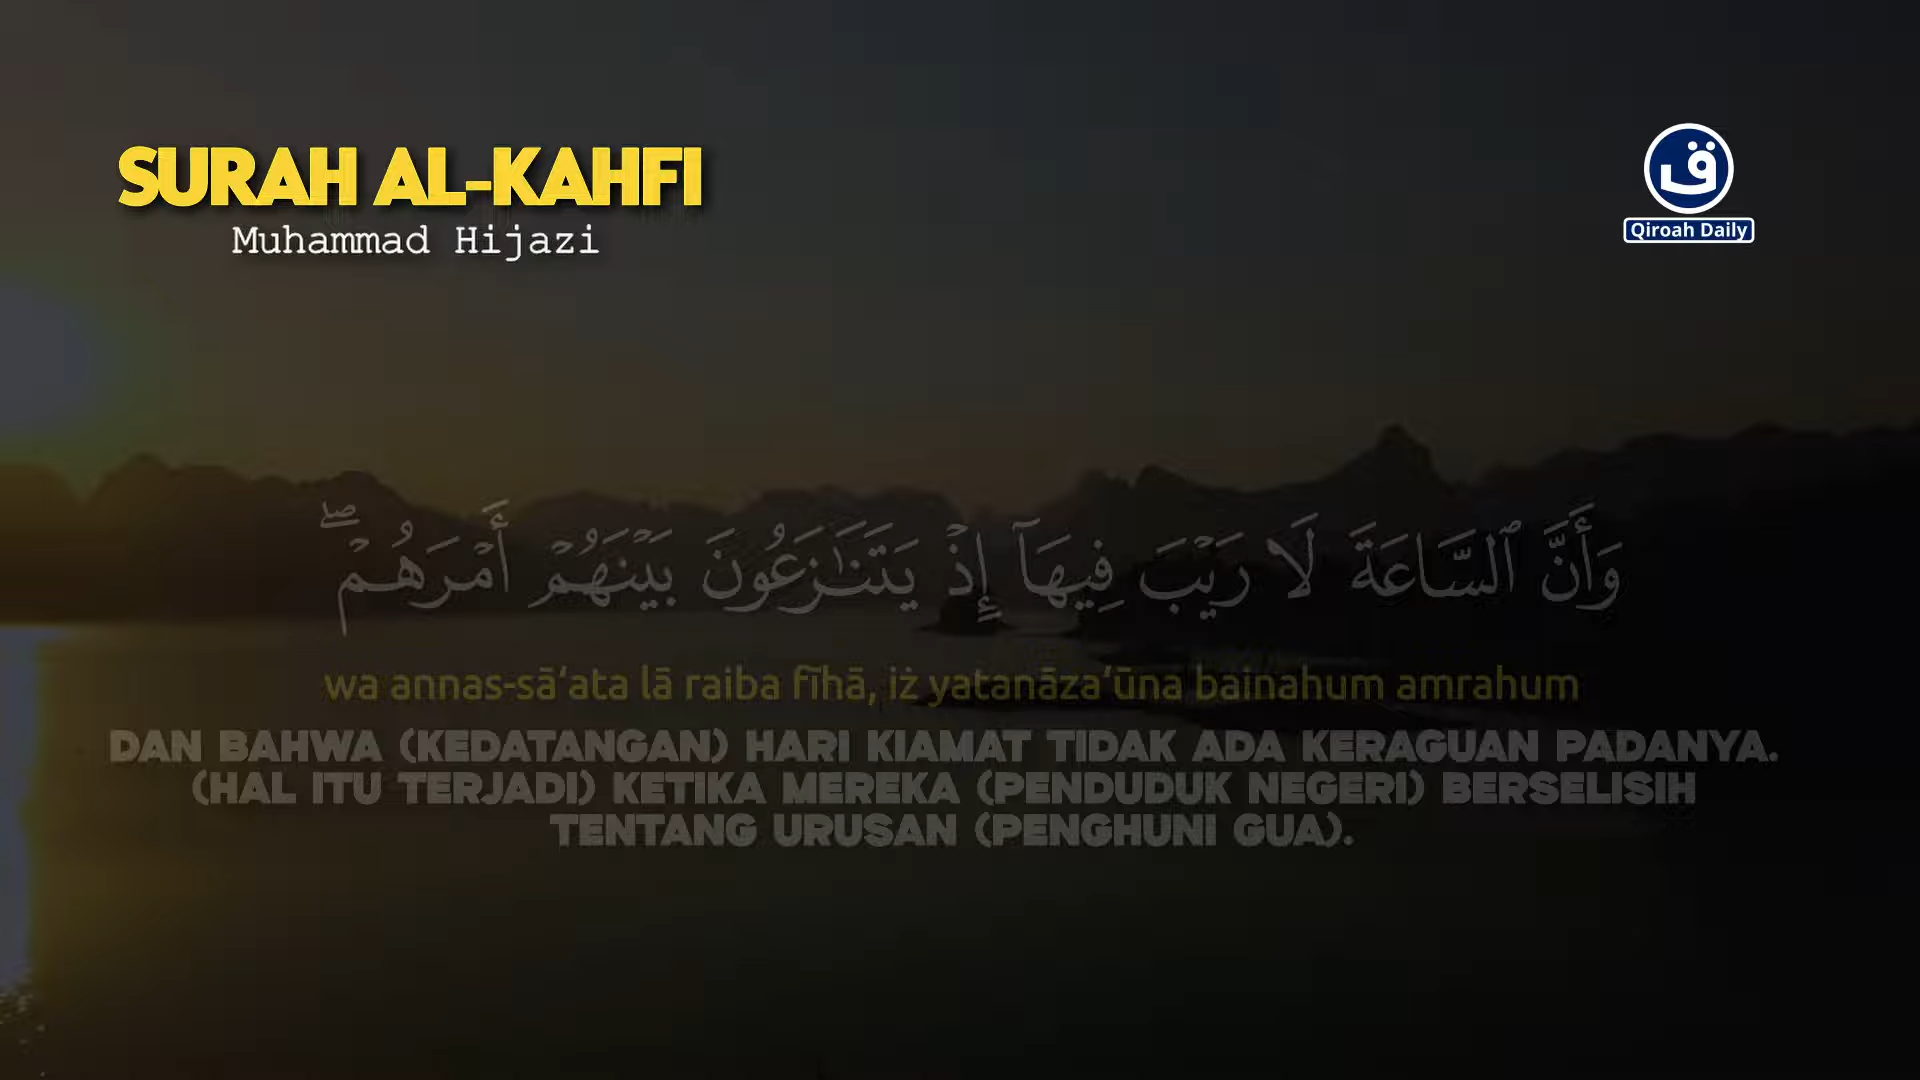 SURAH AL-KAHFI
Muhammad Hijazi
ق
Qiroah Daily
وَأَنَّ ٱلسَّاعَةَ لَا رَيْبَ فِيهَآ إِذْ يَتَنَـٰزَعُونَ بَيْنَهُمْ أَمْرَهُمْ ۖ
wa annas-sā‘ata lā raiba fīhā, iż yatanāza‘ūna bainahum amrahum
DAN BAHWA (KEDATANGAN) HARI KIAMAT TIDAK ADA KERAGUAN PADANYA.
(HAL ITU TERJADI) KETIKA MEREKA (PENDUDUK NEGERI) BERSELISIH
TENTANG URUSAN (PENGHUNI GUA).